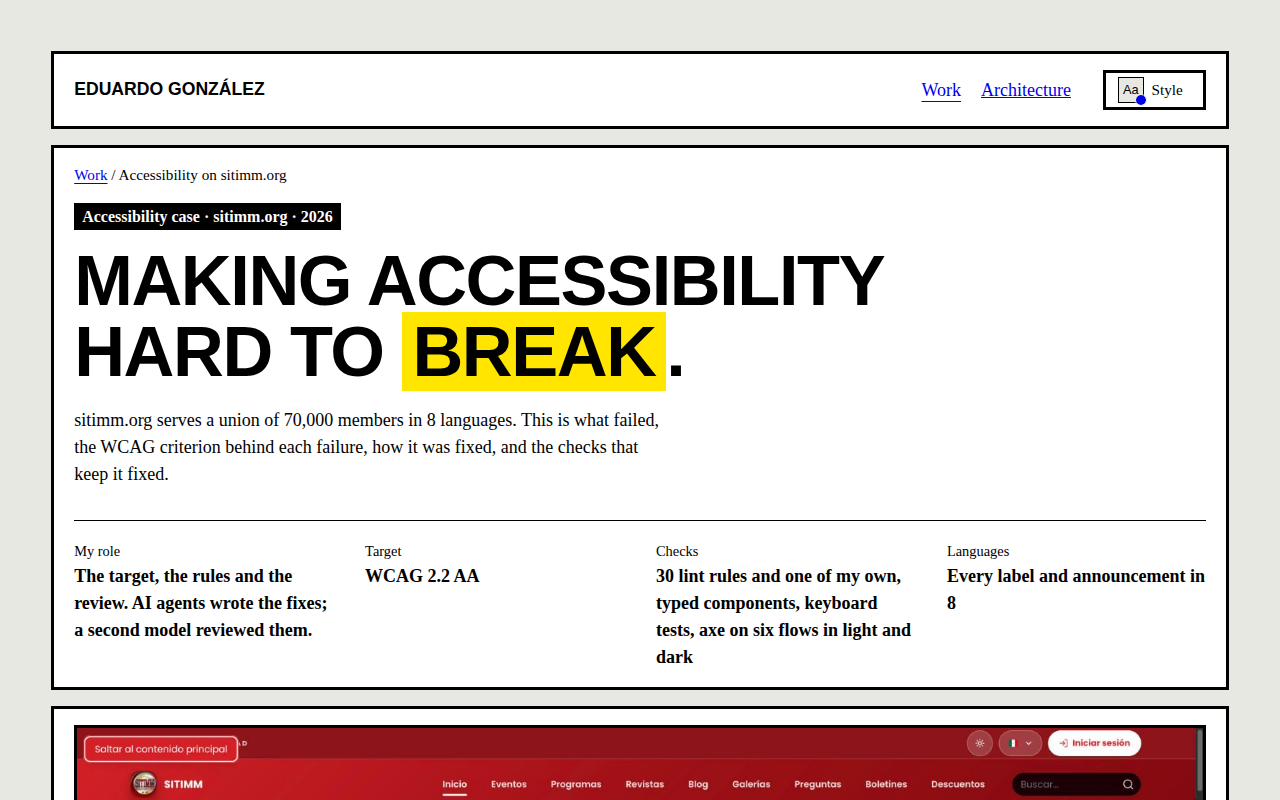 EDUARDO GONZÁLEZ
Work Architecture Aa Style
Work / Accessibility on sitimm.org
Accessibility case · sitimm.org · 2026
MAKING ACCESSIBILITY
HARD TO BREAK.
sitimm.org serves a union of 70,000 members in 8 languages. This is what failed,
the WCAG criterion behind each failure, how it was fixed, and the checks that
keep it fixed.
My role
The target, the rules and the
review. AI agents wrote the fixes;
a second model reviewed them.
Target
WCAG 2.2 AA
Checks
30 lint rules and one of my own,
typed components, keyboard
tests, axe on six flows in light and
dark
Languages
Every label and announcement in
8
Saltar al contenido principal
Iniciar sesión
SITIMM
Inicio Eventos Programas Revistas Blog Galerías Preguntas Boletines Descuentos Buscar...